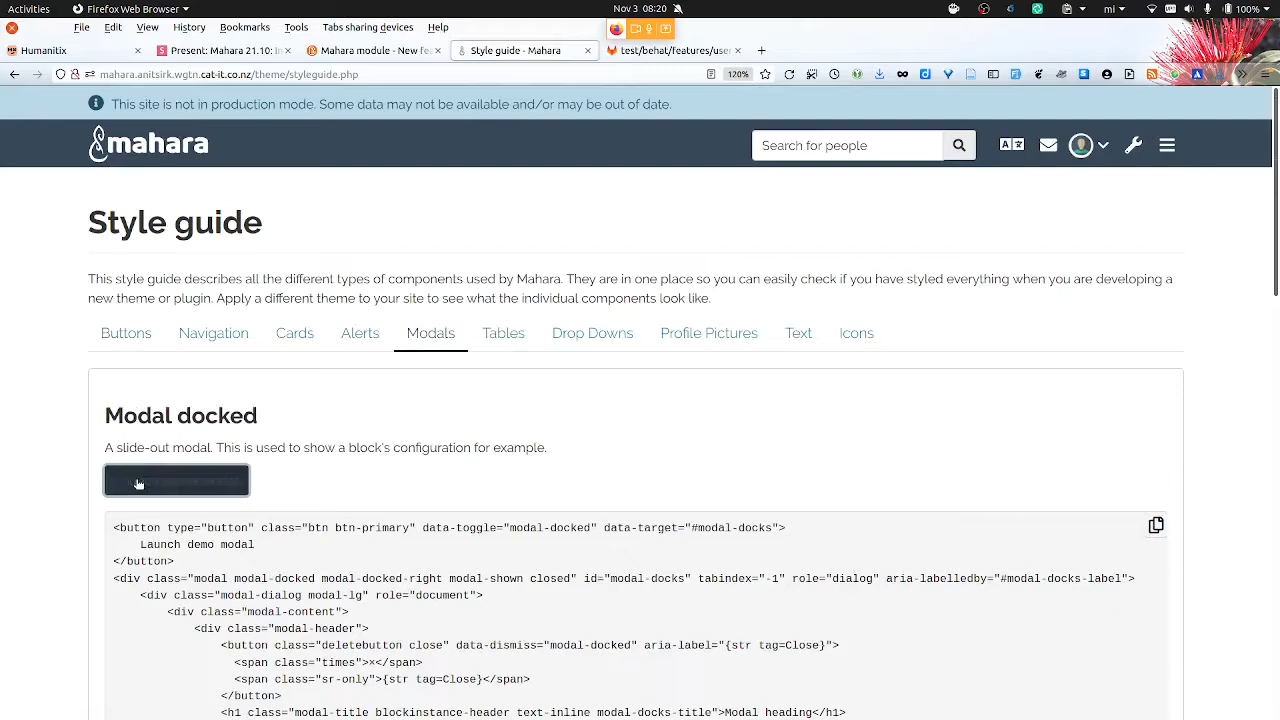 Activities
Firefox Web Browser
Nov 3 08:20
mi
100%
File Edit View History Bookmarks Tools Tabs sharing devices Help
Humanitix
Present: Mahara 21.10: In
Mahara module - New fe
Style guide - Mahara
test/behat/features/user
mahara.anitsirk.wgtn.cat-it.co.nz/theme/styleguide.php
120%
This site is not in production mode. Some data may not be available and/or may be out of date.
mahara
Search for people
Style guide
This style guide describes all the different types of components used by Mahara. They are in one place so you can easily check if you have styled everything when you are developing a
new theme or plugin. Apply a different theme to your site to see what the individual components look like.
Buttons Navigation Cards Alerts Modals Tables Drop Downs Profile Pictures Text Icons
Modal docked
A slide-out modal. This is used to show a block's configuration for example.
<button type="button" class="btn btn-primary" data-toggle="modal-docked" data-target="#modal-docks">
Launch demo modal
</button>
<div class="modal modal-docked modal-docked-right modal-shown closed" id="modal-docks" tabindex="-1" role="dialog" aria-labelledby="#modal-docks-label">
<div class="modal-dialog modal-lg" role="document">
<div class="modal-content">
<div class="modal-header">
<button class="deletebutton close" data-dismiss="modal-docked" aria-label="{str tag=Close}">
<span class="times">×</span>
<span class="sr-only">{str tag=Close}</span>
</button>
<h1 class="modal-title blockinstance-header text-inline modal-docks-title">Modal heading</h1>